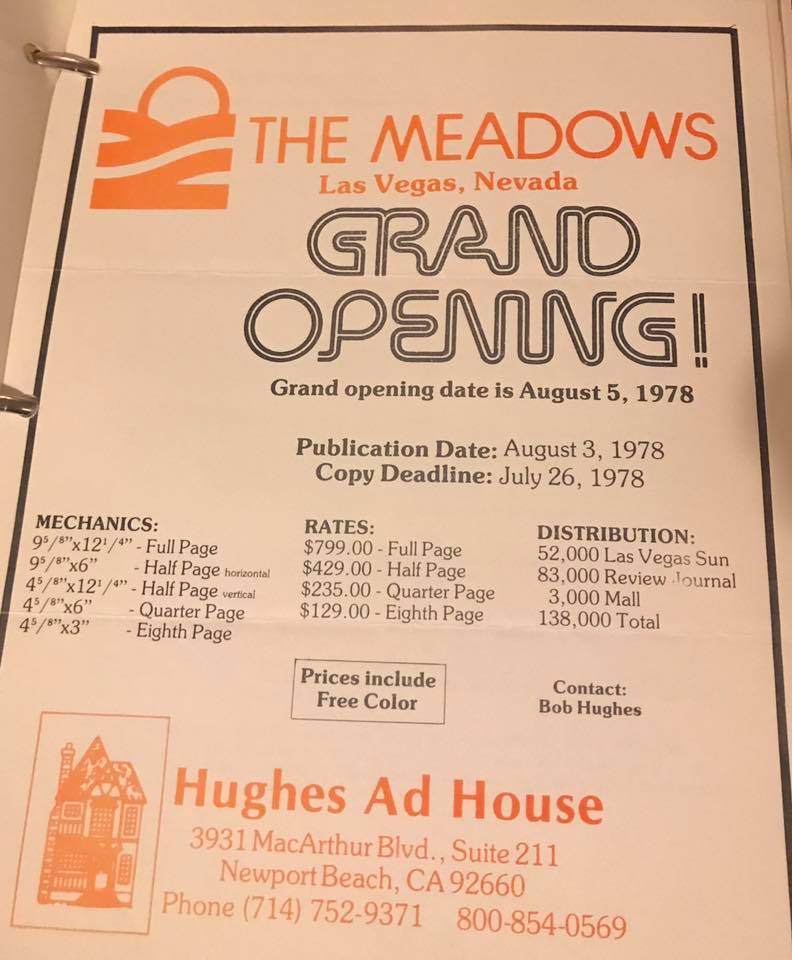 THE MEADOWS
Las Vegas, Nevada
GRAND
OPENING!
Grand opening date is August 5, 1978
Publication Date: August 3, 1978
Copy Deadline: July 26, 1978
MECHANICS:
9⁵/⁸”x12¹/⁴” - Full Page
9⁵/⁸”x6” - Half Page horizontal
4⁵/⁸”x12¹/⁴” - Half Page vertical
4⁵/⁸”x6” - Quarter Page
4⁵/⁸”x3” - Eighth Page
RATES:
$799.00 - Full Page
$429.00 - Half Page
$235.00 - Quarter Page
$129.00 - Eighth Page
DISTRIBUTION:
52,000 Las Vegas Sun
83,000 Review Journal
3,000 Mall
138,000 Total
Prices include
Free Color
Contact:
Bob Hughes
Hughes Ad House
3931 MacArthur Blvd., Suite 211
Newport Beach, CA 92660
Phone (714) 752-9371 800-854-0569